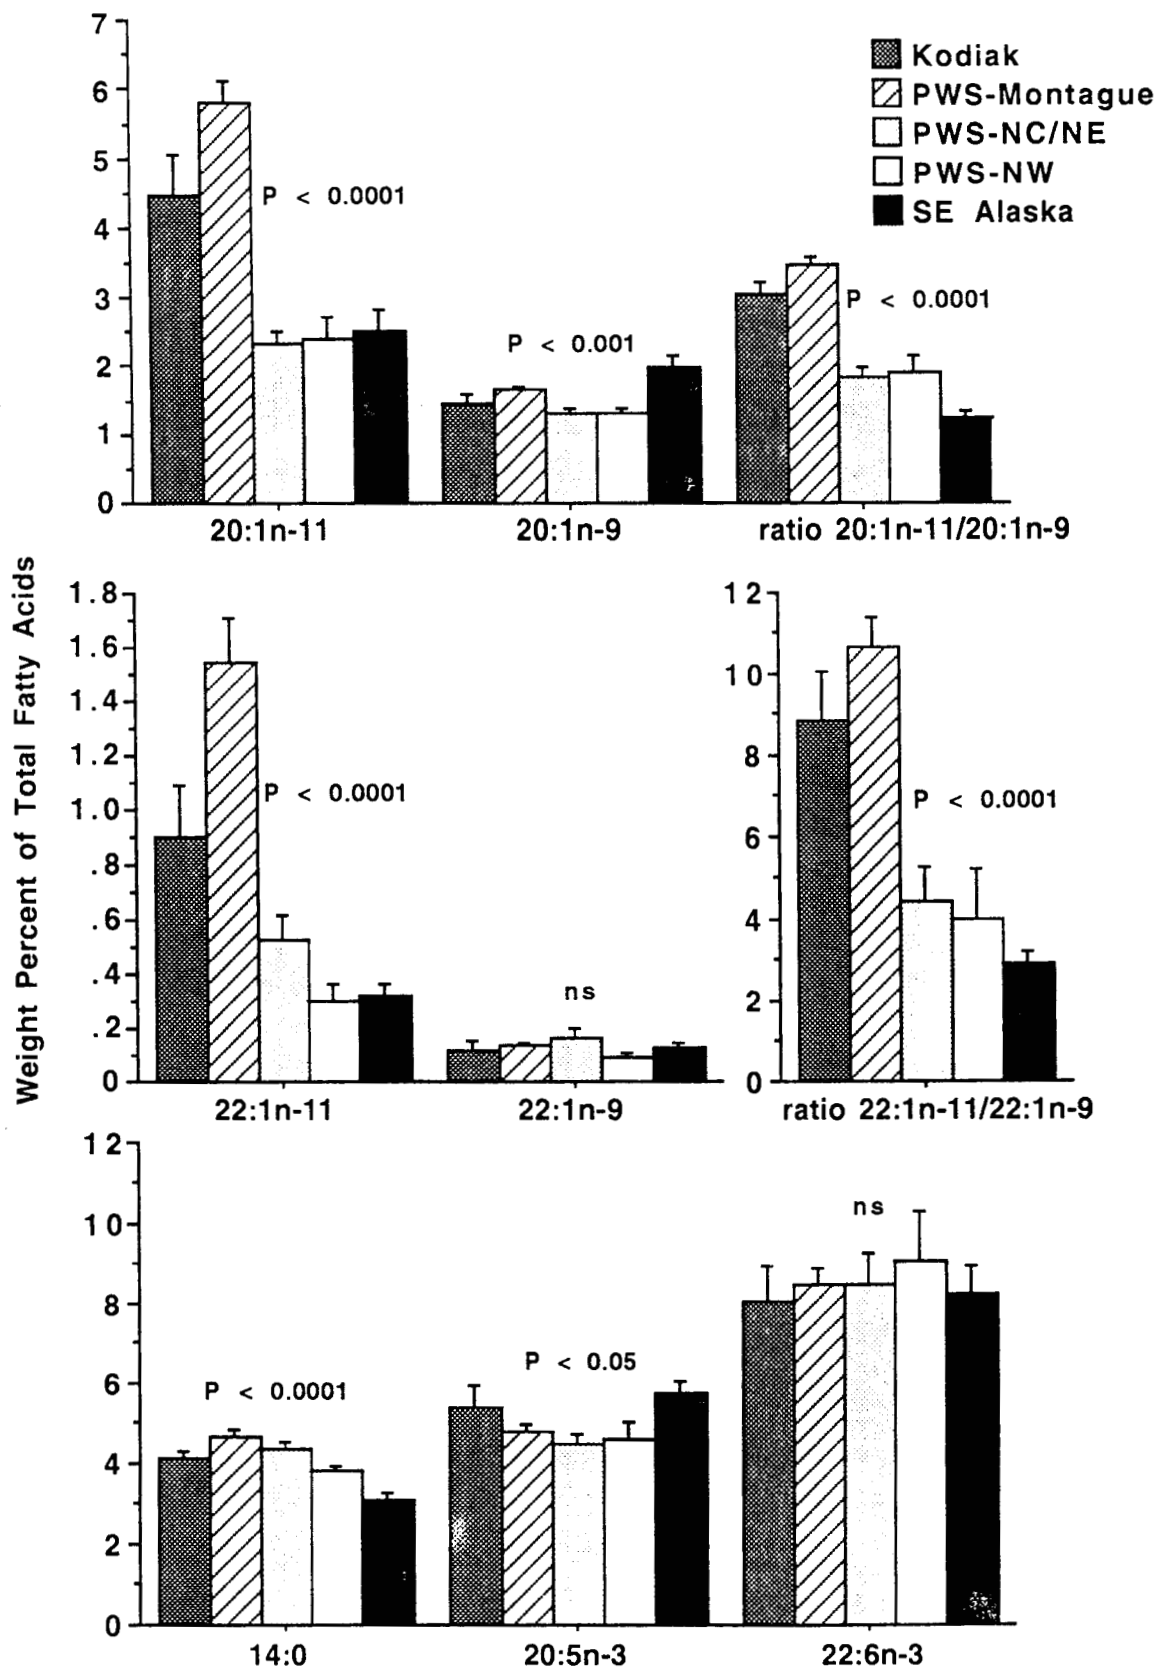 Weight Percent of Total Fatty Acids
7
6
5
4
3
2
1
0
Kodiak
PWS-Montague
PWS-NC/NE
PWS-NW
SE Alaska
P < 0.0001
P < 0.001
P < 0.0001
20:1n-11
20:1n-9
ratio 20:1n-11/20:1n-9
1.8
1.6
1.4
1.2
1.0
.8
.6
.4
.2
0
P < 0.0001
ns
22:1n-11
22:1n-9
12
10
8
6
4
2
0
P < 0.0001
ratio 22:1n-11/22:1n-9
12
10
8
6
4
2
0
P < 0.0001
P < 0.05
ns
14:0
20:5n-3
22:6n-3